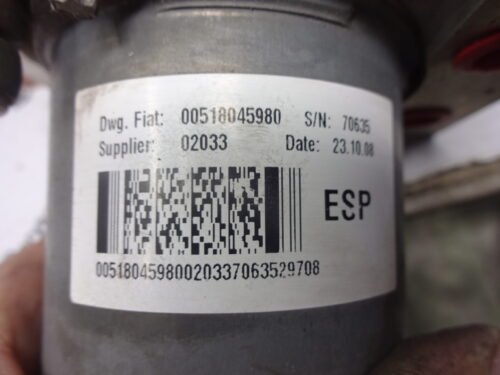 Dwg. Fiat: 00518045980 S/N: 70635
Supplier: 02033 Date: 23.10.08
ESP
00518045980020337063529708